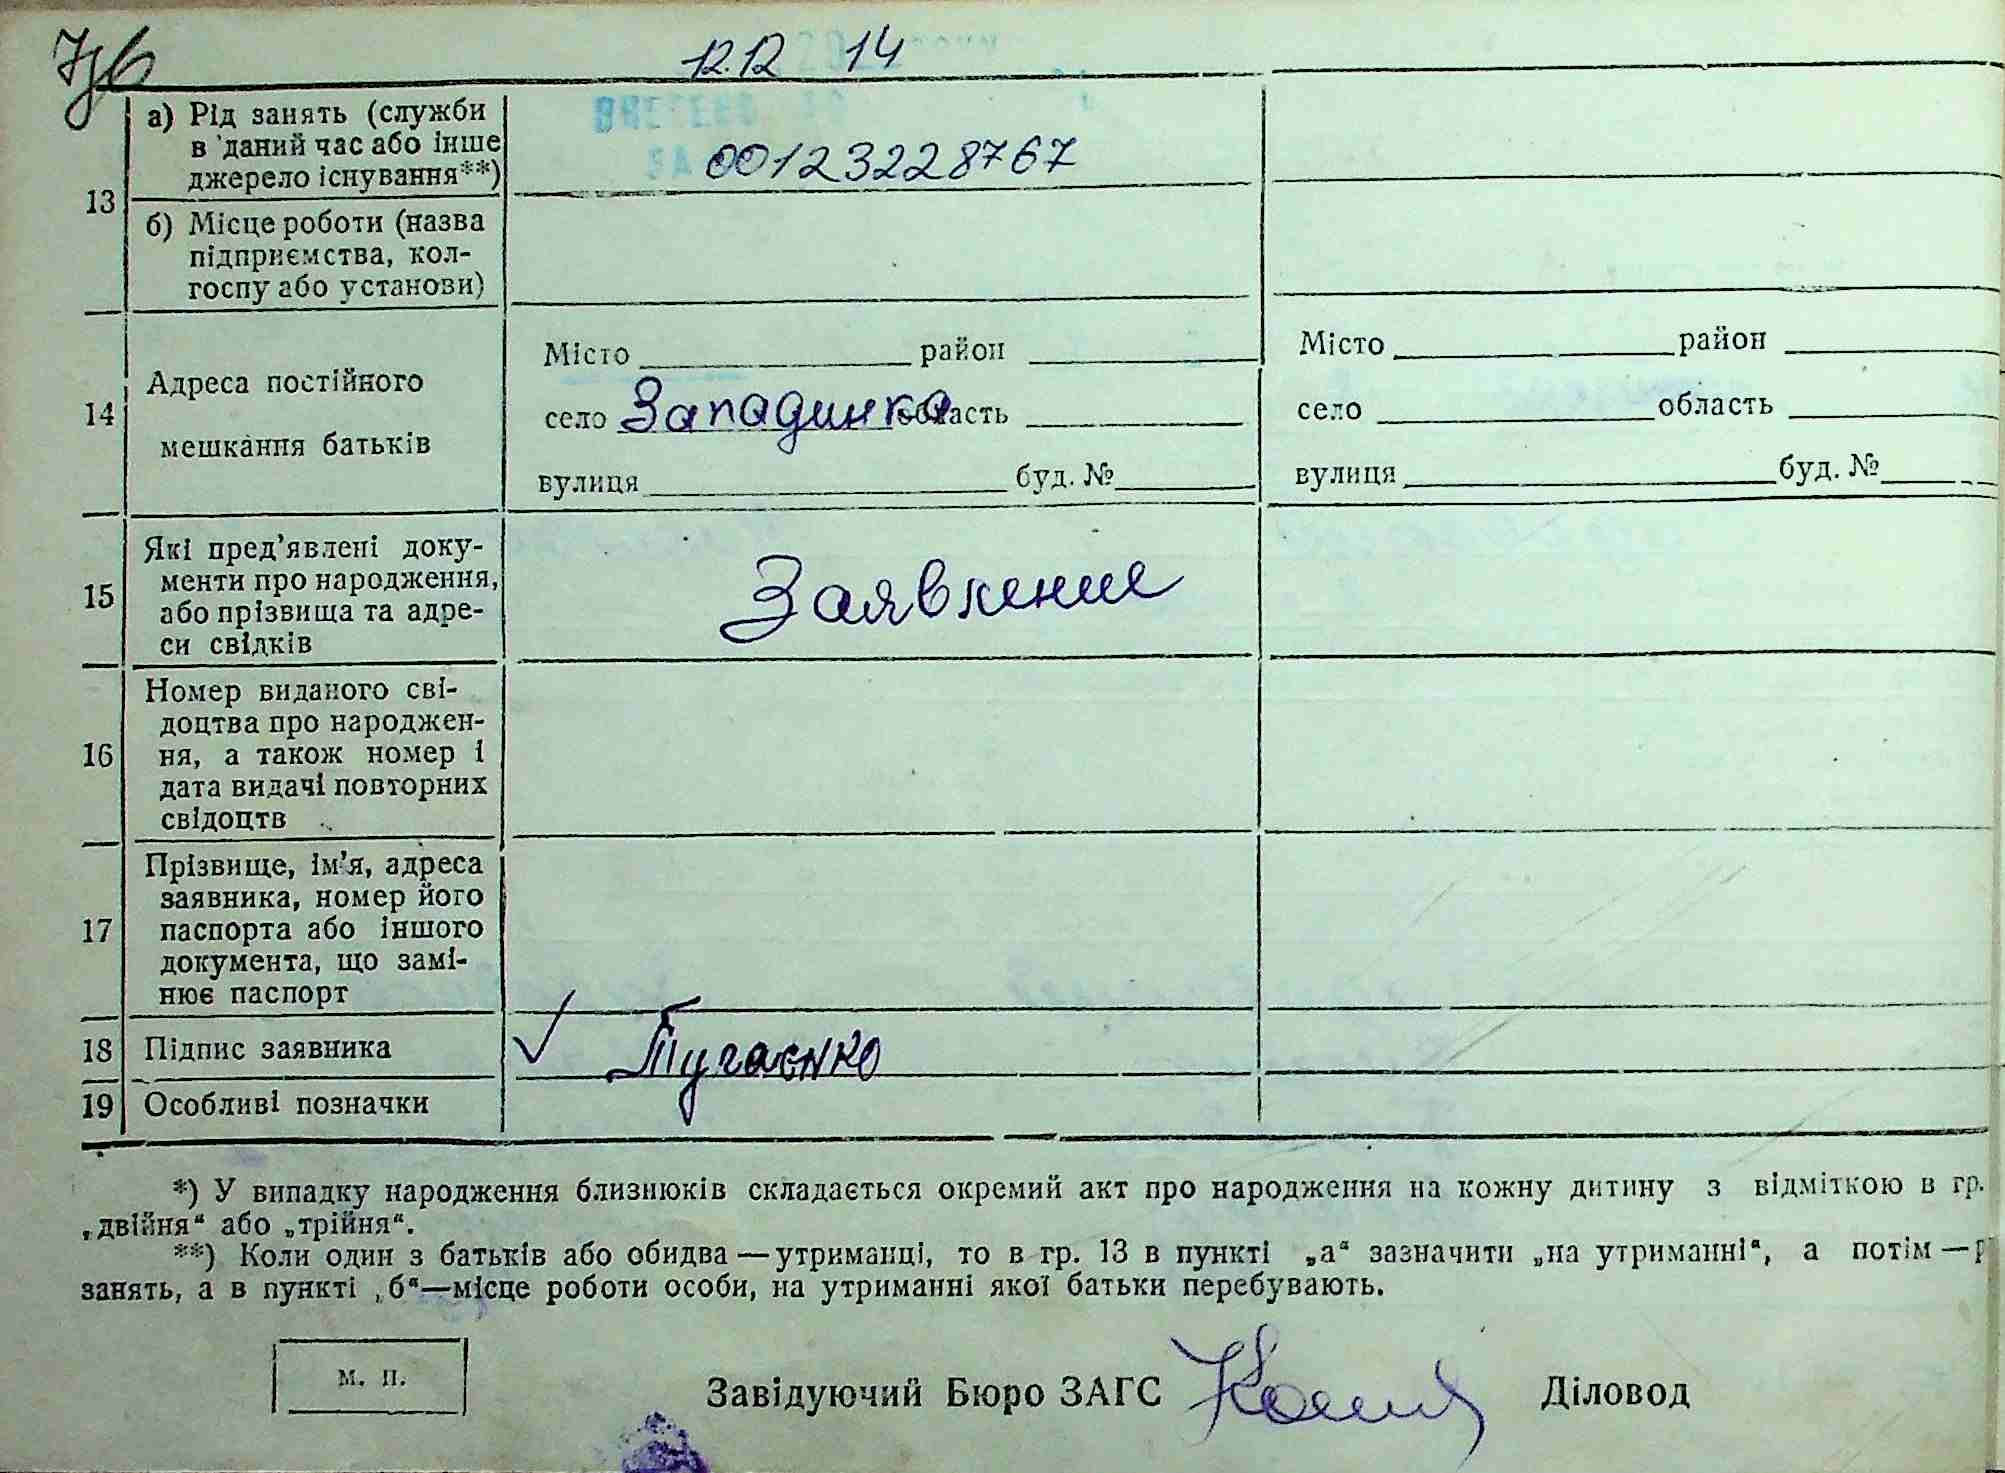 12.12 14
ВНЕСЕНО
ЗА
13
а) Рід занять (служби
в даний час або інше
джерело існування**)
00123228767
б) Місце роботи (назва
підприємства, кол-
госпу або установи)
14
Адреса постійного
мешкання батьків
Місто район
село Западинка область
вулиця буд. №
Місто район
село область
вулиця буд. №
15
Які пред'явлені доку-
менти про народження,
або прізвища та адре-
си свідків
Заявление
16
Номер виданого сві-
доцтва про народжен-
ня, а також номер і
дата видачі повторних
свідоцтв
17
Прізвище, ім'я, адреса
заявника, номер його
паспорта або іншого
документа, що замі-
нює паспорт
18 Підпис заявника ✓ Пугаєнко
19 Особливі позначки
*) У випадку народження близнюків складається окремий акт про народження на кожну дитину з відміткою в гр.
„двійня“ або „трійня“.
**) Коли один з батьків або обидва — утриманці, то в гр. 13 в пункті „а“ зазначити „на утриманні“, а потім —
занять, а в пункті „б“—місце роботи особи, на утриманні якої батьки перебувають.
м. п.
Завідуючий Бюро ЗАГС Діловод